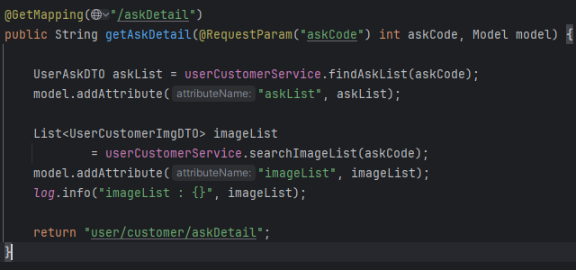 @GetMapping("/askDetail")
public String getAskDetail(@RequestParam("askCode") int askCode, Model model) {
UserAskDTO askList = userCustomerService.findAskList(askCode);
model.addAttribute( attributeName: "askList", askList);
List<UserCustomerImgDTO> imageList
= userCustomerService.searchImageList(askCode);
model.addAttribute( attributeName: "imageList", imageList);
log.info("imageList : {}", imageList);
return "user/customer/askDetail";
}